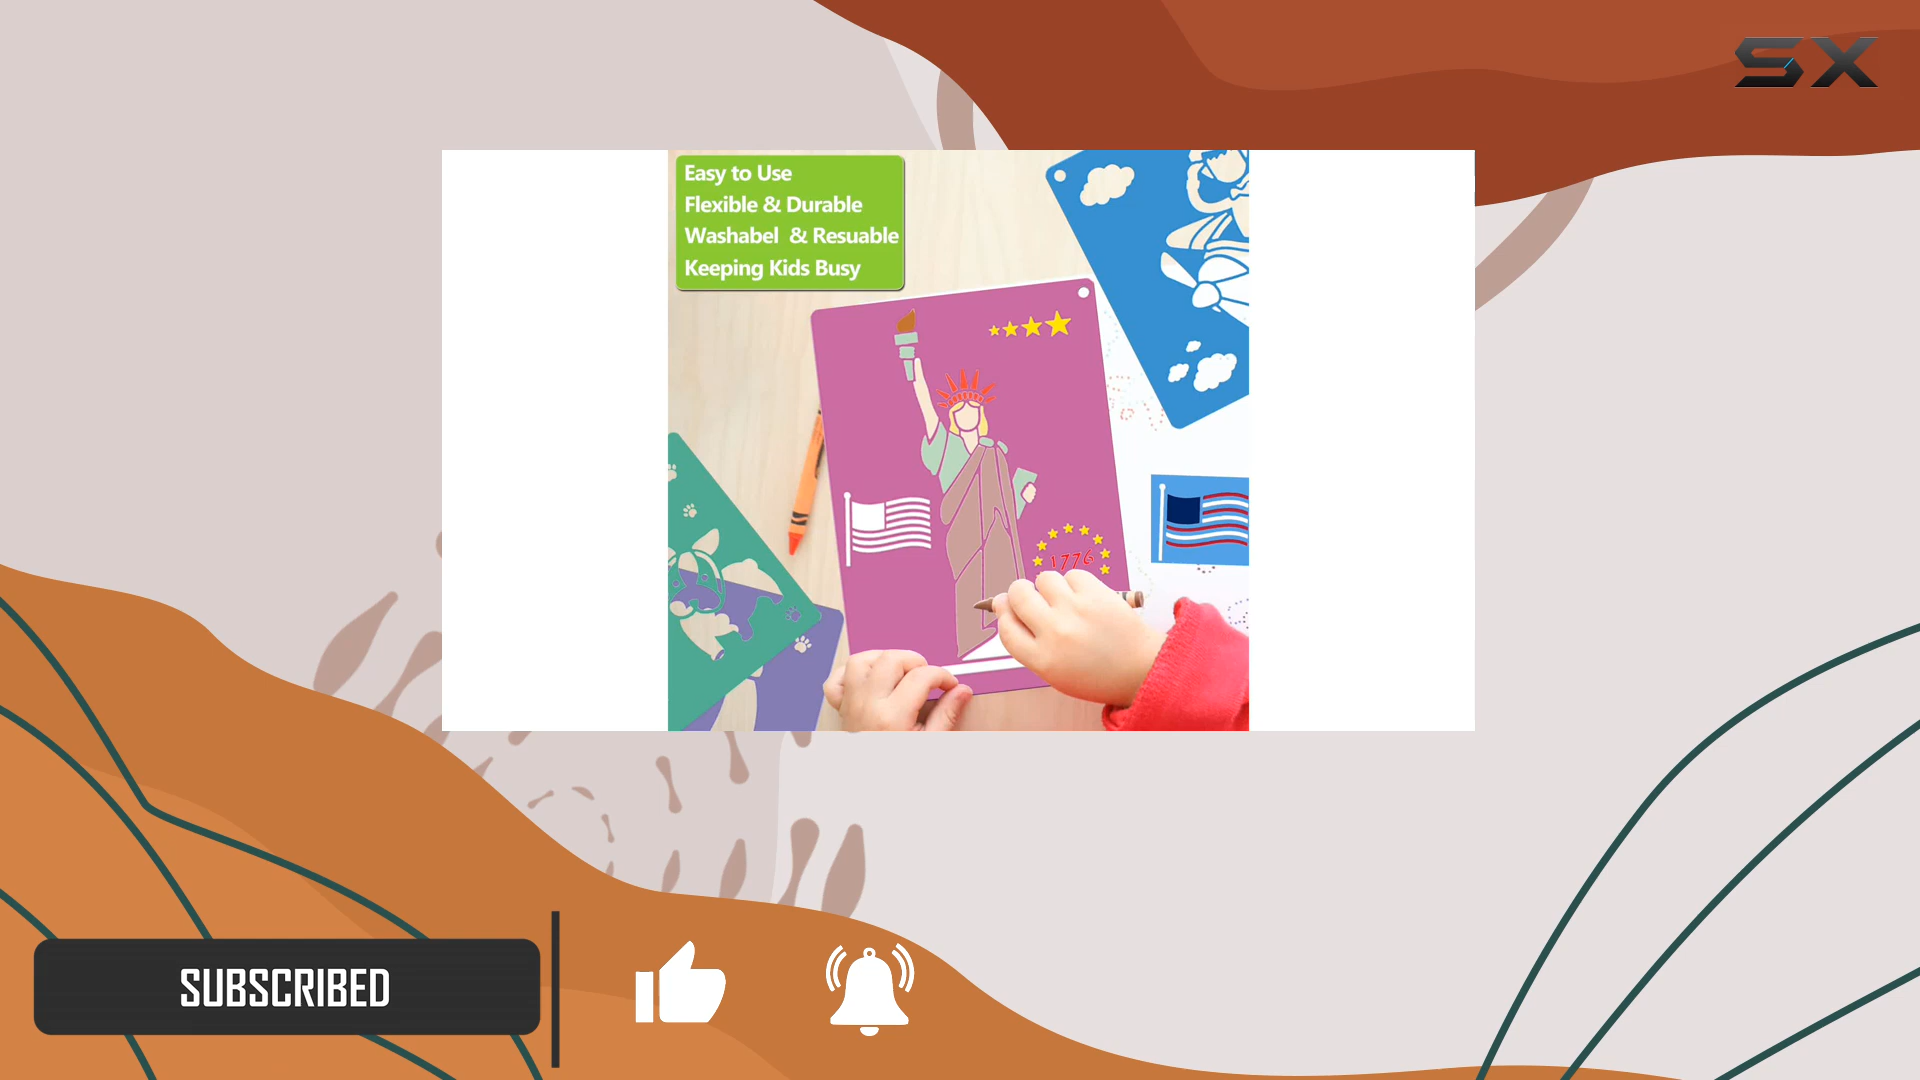 SX
Easy to Use
Flexible & Durable
Washabel & Resuable
Keeping Kids Busy
1776
SUBSCRIBED